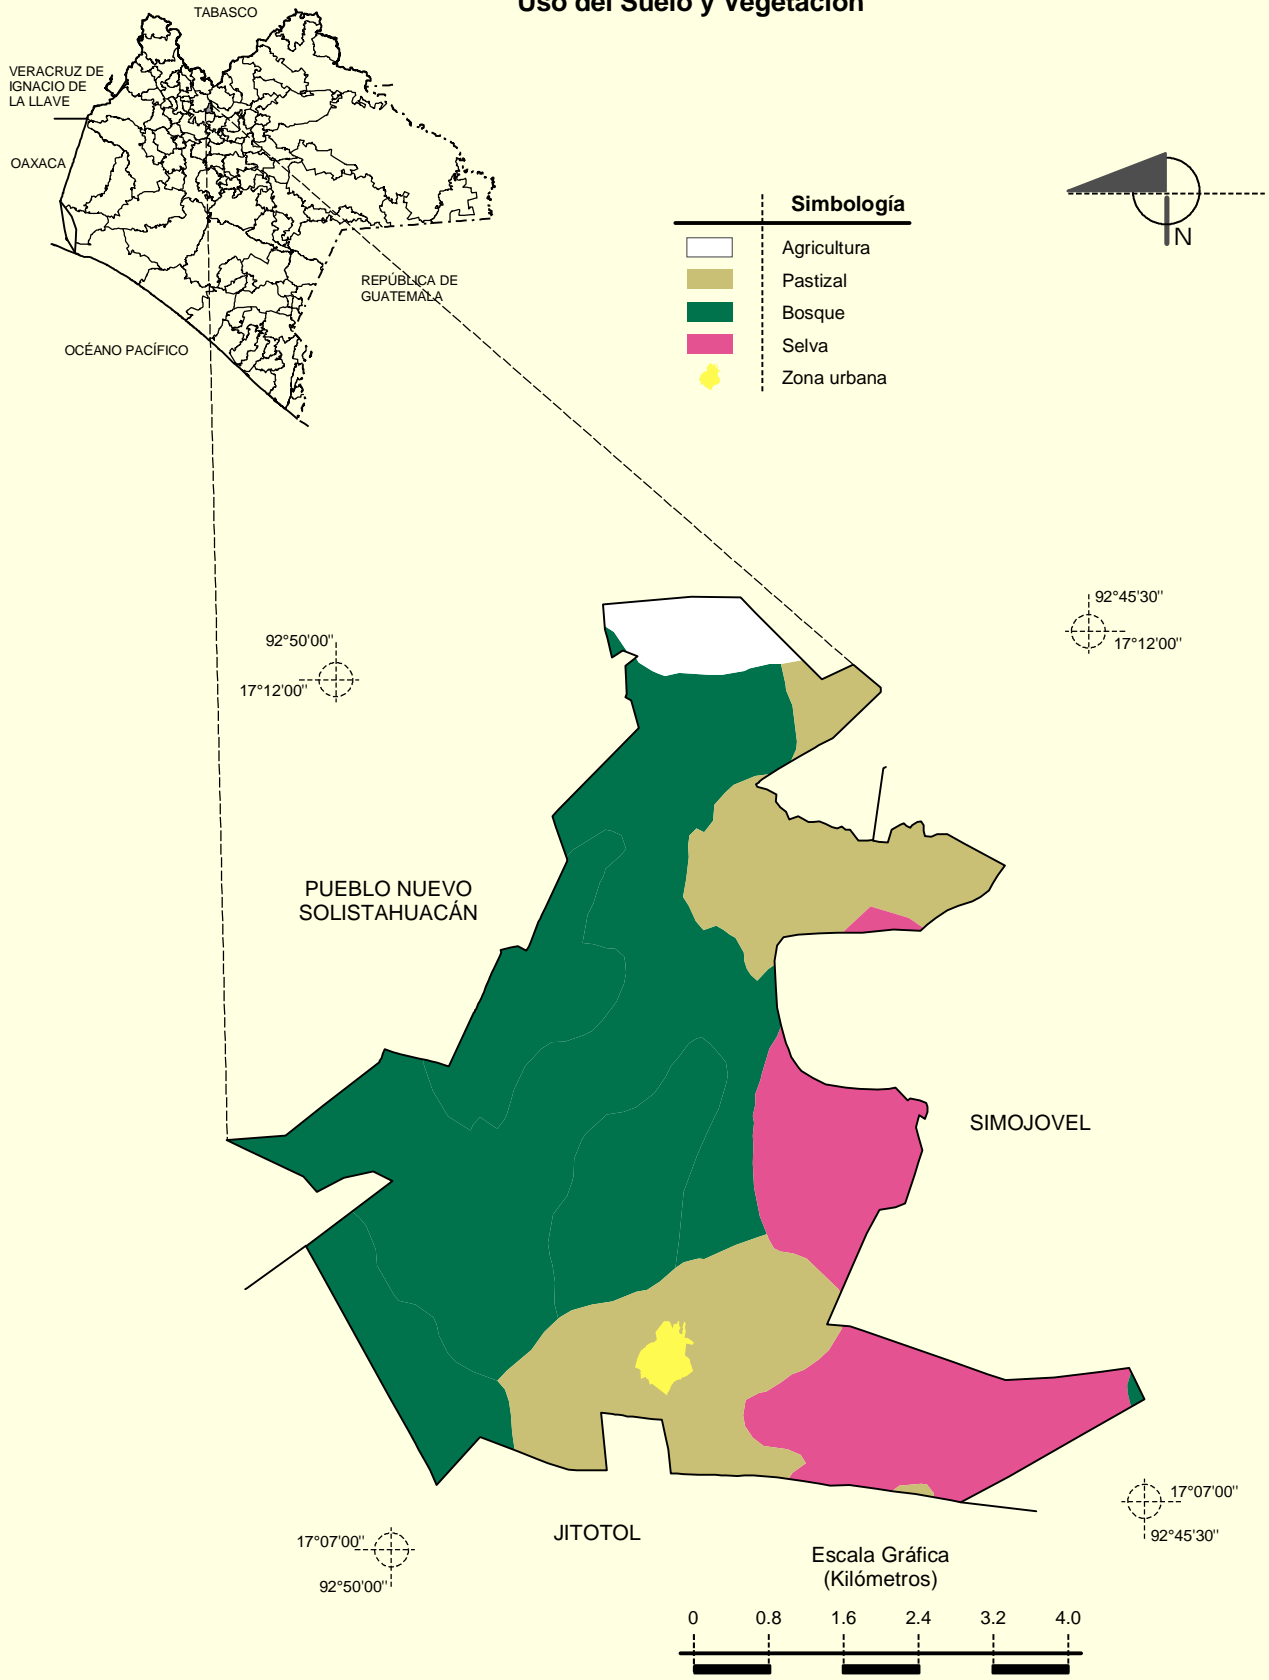 Uso del Suelo y Vegetación
TABASCO
VERACRUZ DE
IGNACIO DE
LA LLAVE
OAXACA
REPÚBLICA DE
GUATEMALA
OCÉANO PACÍFICO
Simbología
Agricultura
Pastizal
Bosque
Selva
Zona urbana
N
92°50'00"
17°12'00"
92°45'30"
17°12'00"
PUEBLO NUEVO
SOLISTAHUACÁN
SIMOJOVEL
JITOTOL
17°07'00"
92°50'00"
17°07'00"
92°45'30"
Escala Gráfica
(Kilómetros)
0 0.8 1.6 2.4 3.2 4.0